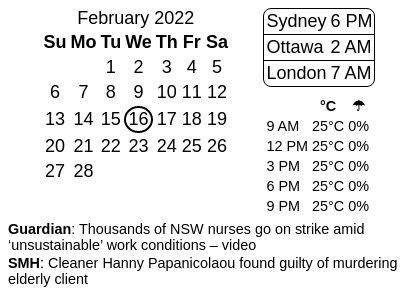 February 2022
Su Mo Tu We Th Fr Sa
1 2 3 4 5
6 7 8 9 10 11 12
13 14 15 16 17 18 19
20 21 22 23 24 25 26
27 28
Sydney 6 PM
Ottawa 2 AM
London 7 AM
°C ☂
9 AM 25°C 0%
12 PM 25°C 0%
3 PM 25°C 0%
6 PM 25°C 0%
9 PM 25°C 0%
Guardian: Thousands of NSW nurses go on strike amid
‘unsustainable’ work conditions – video
SMH: Cleaner Hanny Papanicolaou found guilty of murdering
elderly client